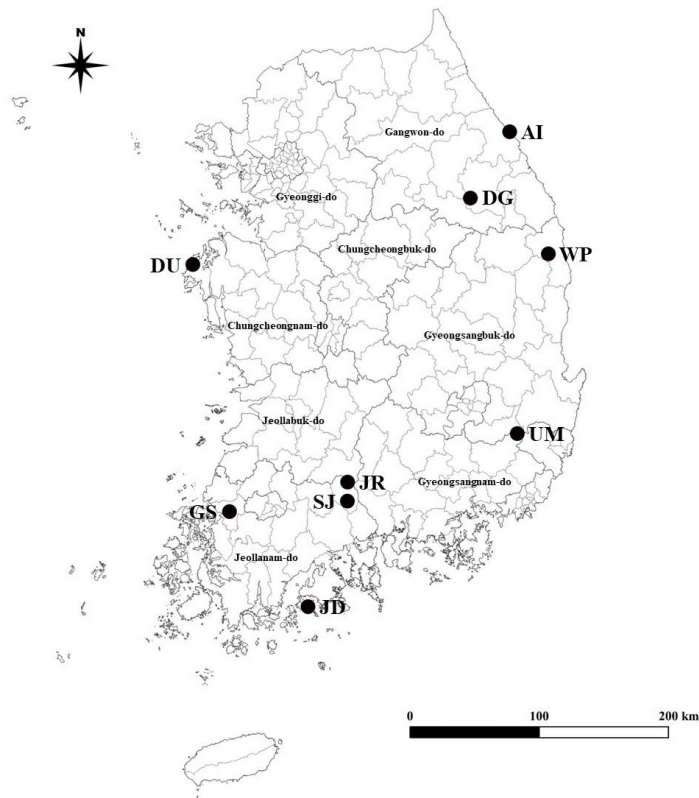 N
Gangwon-do
AI
DG
Gyeonggi-do
Chungcheongbuk-do
WP
DU
Chungcheongnam-do
Gyeongsangbuk-do
Jeollabuk-do
UM
JR
Gyeongsangnam-do
SJ
GS
Jeollanam-do
JD
0 100 200 km